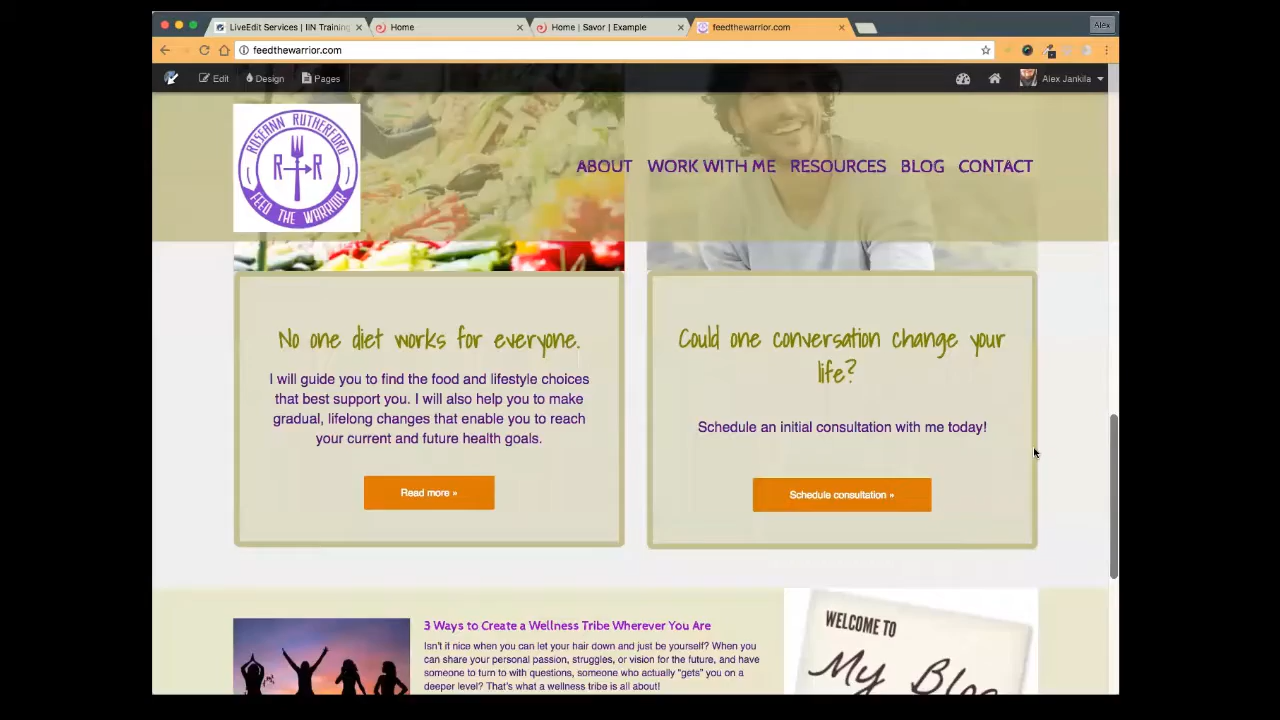 LiveEdit Services | IIN Training
Home
Home | Savor | Example
feedthewarrior.com
Alex
feedthewarrior.com
Edit
Design
Pages
Alex Jankila
ROSEANN RUTHERFORD
R R
FEED THE WARRIOR
ABOUT WORK WITH ME RESOURCES BLOG CONTACT
No one diet works for everyone.
I will guide you to find the food and lifestyle choices
that best support you. I will also help you to make
gradual, lifelong changes that enable you to reach
your current and future health goals.
Read more »
Could one conversation change your
life?
Schedule an initial consultation with me today!
Schedule consultation »
3 Ways to Create a Wellness Tribe Wherever You Are
Isn't it nice when you can let your hair down and just be yourself? When you
can share your personal passion, struggles, or vision for the future, and have
someone to turn to with questions, someone who actually "gets" you on a
deeper level? That's what a wellness tribe is all about!
WELCOME TO
My Blog